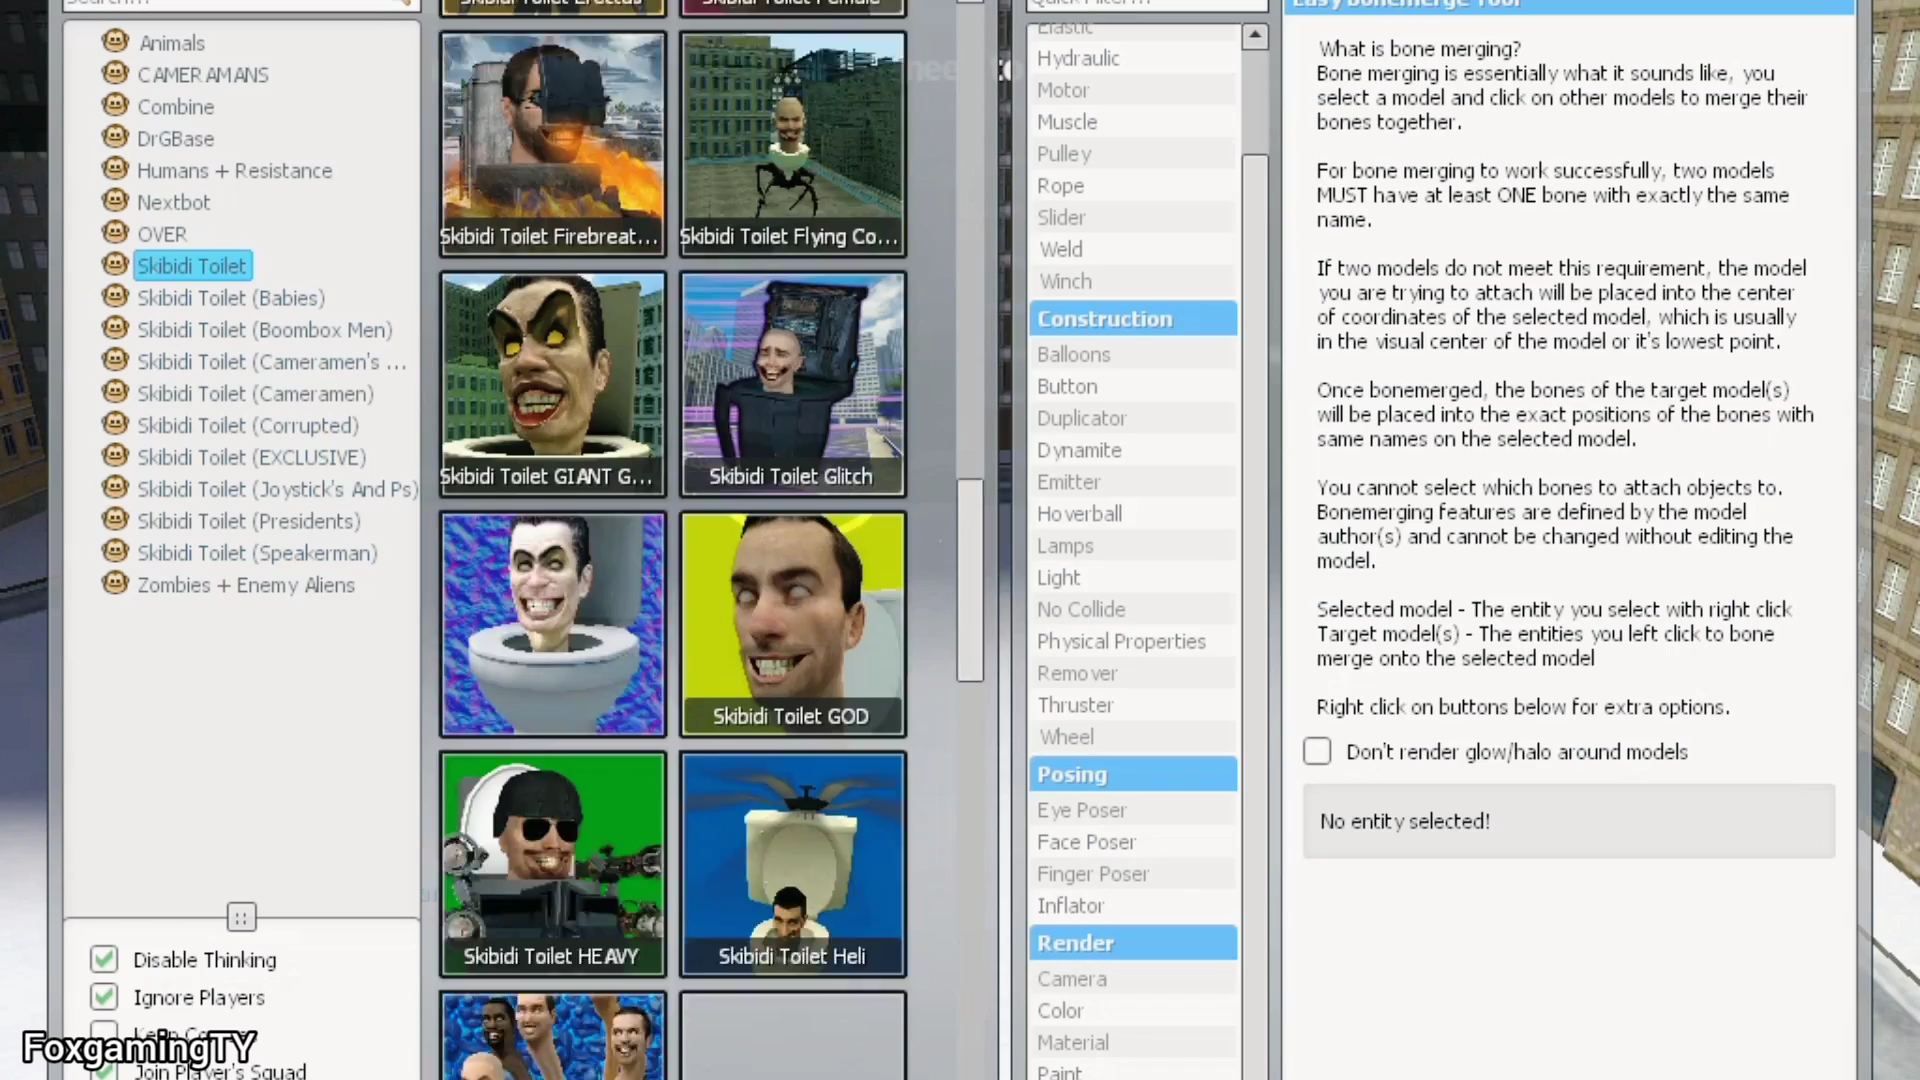 Search...
Animals
CAMERAMANS
Combine
DrGBase
Humans + Resistance
Nextbot
OVER
Skibidi Toilet
Skibidi Toilet (Babies)
Skibidi Toilet (Boombox Men)
Skibidi Toilet (Cameramen's ...
Skibidi Toilet (Cameramen)
Skibidi Toilet (Corrupted)
Skibidi Toilet (EXCLUSIVE)
Skibidi Toilet (Joystick's And Ps)
Skibidi Toilet (Presidents)
Skibidi Toilet (Speakerman)
Zombies + Enemy Aliens
Disable Thinking
Ignore Players
Join Player's Squad
FoxgamingTY
Skibidi Toilet Erectus
Skibidi Toilet Female
Skibidi Toilet Firebreat...
Skibidi Toilet Flying Co...
Skibidi Toilet GIANT G...
Skibidi Toilet Glitch
Skibidi Toilet GOD
Skibidi Toilet HEAVY
Skibidi Toilet Heli
Quick Filter...
Elastic
Hydraulic
Motor
Muscle
Pulley
Rope
Slider
Weld
Winch
Construction
Balloons
Button
Duplicator
Dynamite
Emitter
Hoverball
Lamps
Light
No Collide
Physical Properties
Remover
Thruster
Wheel
Posing
Eye Poser
Face Poser
Finger Poser
Inflator
Render
Camera
Color
Material
Paint
Easy Bonemerge Tool
What is bone merging?
Bone merging is essentially what it sounds like, you
select a model and click on other models to merge their
bones together.
For bone merging to work successfully, two models
MUST have at least ONE bone with exactly the same
name.
If two models do not meet this requirement, the model
you are trying to attach will be placed into the center
of coordinates of the selected model, which is usually
in the visual center of the model or it's lowest point.
Once bonemerged, the bones of the target model(s)
will be placed into the exact positions of the bones with
same names on the selected model.
You cannot select which bones to attach objects to.
Bonemerging features are defined by the model
author(s) and cannot be changed without editing the
model.
Selected model - The entity you select with right click
Target model(s) - The entities you left click to bone
merge onto the selected model
Right click on buttons below for extra options.
Don't render glow/halo around models
No entity selected!